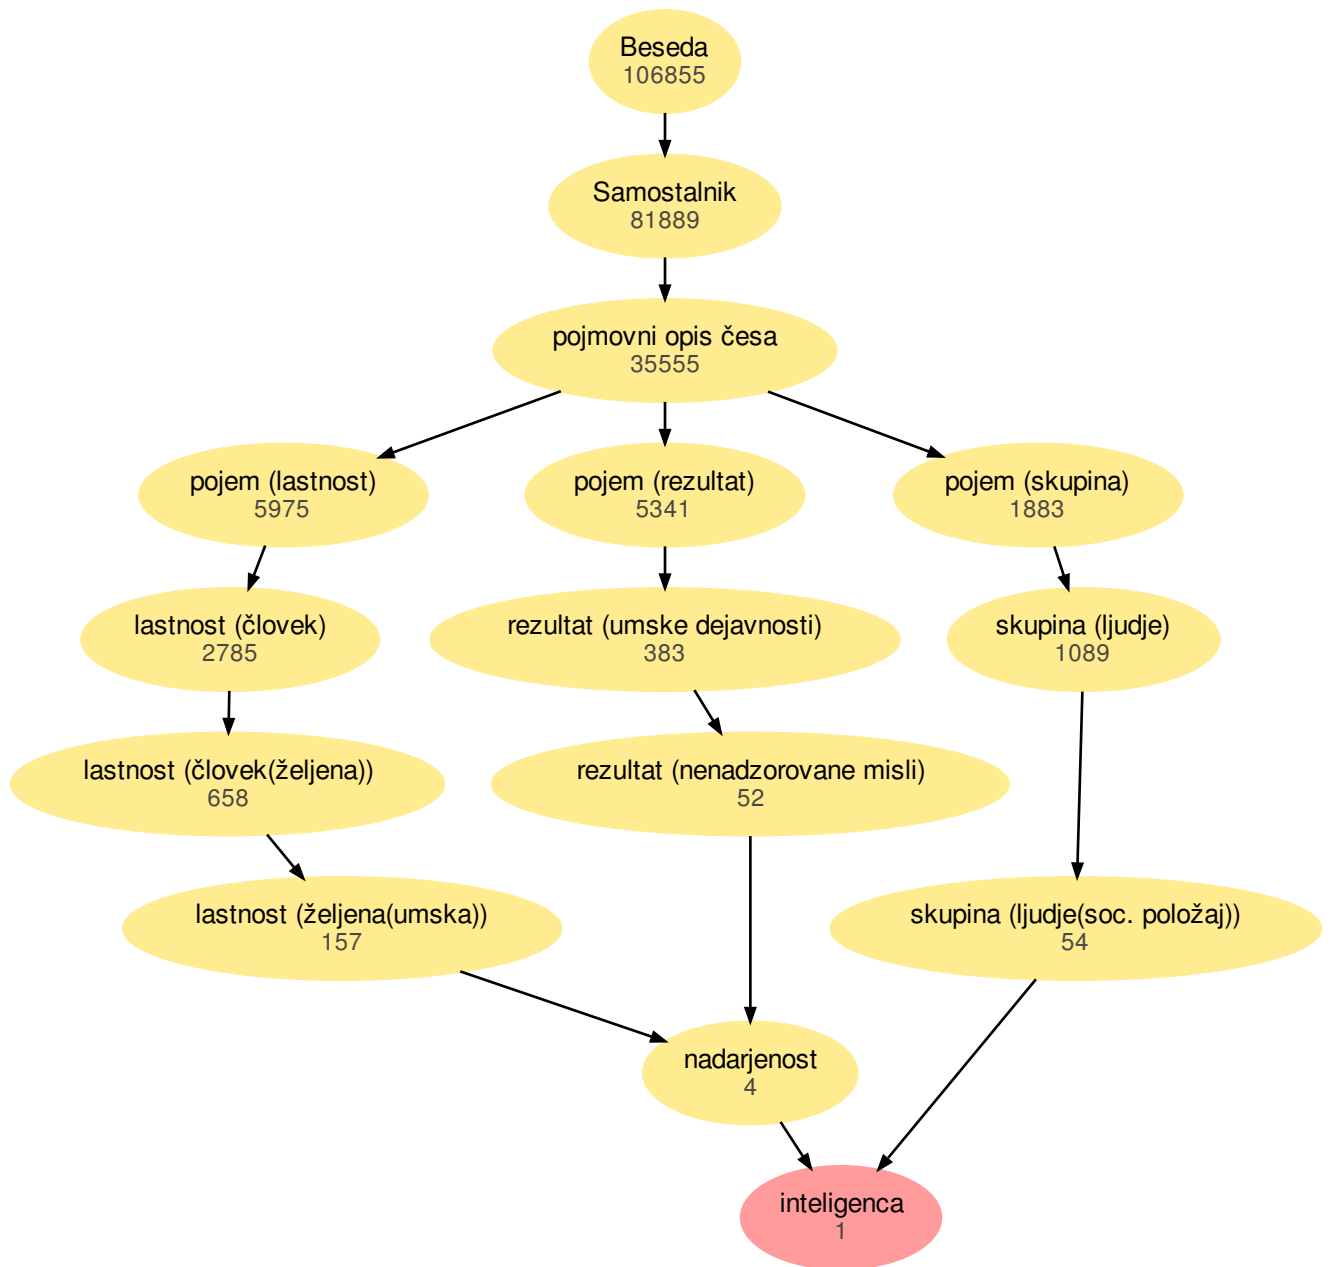 Beseda
106855
Samostalnik
81889
pojmovni opis česa
35555
pojem (lastnost)
5975
pojem (rezultat)
5341
pojem (skupina)
1883
lastnost (človek)
2785
rezultat (umske dejavnosti)
383
skupina (ljudje)
1089
lastnost (človek(željena))
658
rezultat (nenadzorovane misli)
52
lastnost (željena(umska))
157
skupina (ljudje(soc. položaj))
54
nadarjenost
4
inteligenca
1